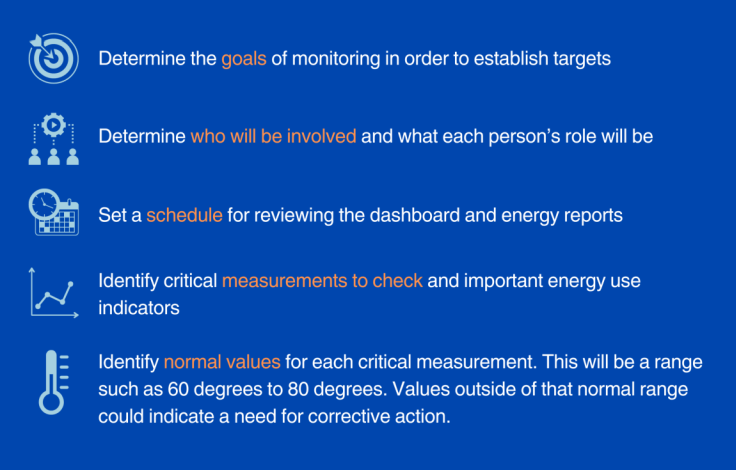 Determine the goals of monitoring in order to establish targets
Determine who will be involved and what each person’s role will be
Set a schedule for reviewing the dashboard and energy reports
Identify critical measurements to check and important energy use
indicators
Identify normal values for each critical measurement. This will be a range
such as 60 degrees to 80 degrees. Values outside of that normal range
could indicate a need for corrective action.